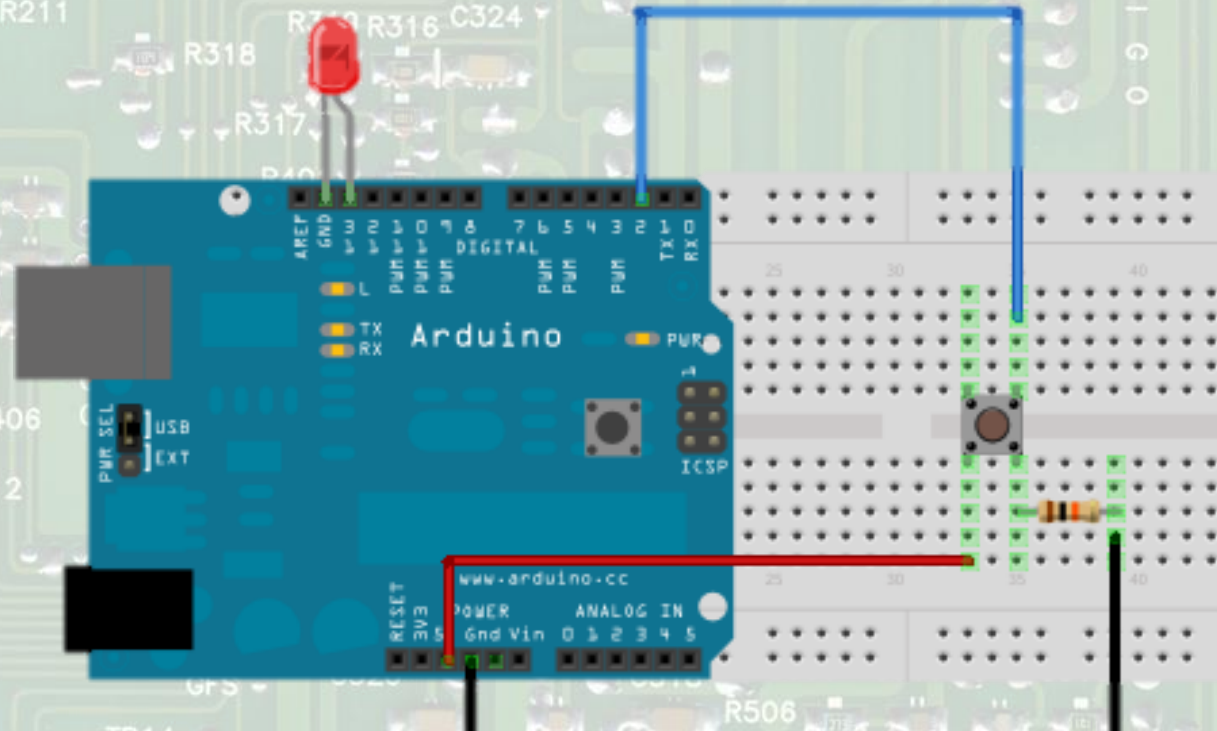 R211
R316
C324
R318
R317
I G O
AREF
GND
13
12
11
10
9
8
7
6
5
4
3
2
1
0
PWM
PWM
PWM
PWM
PWM
PWM
TX
RX
DIGITAL
25 30 40
L
TX
RX
Arduino
PWR
1
PWR SEL
USB
EXT
ICSP
2
www.arduino.cc
25 30 35 40
RESET
3V3
5
POWER
Gnd Vin
ANALOG IN
0 1 2 3 4 5
R506